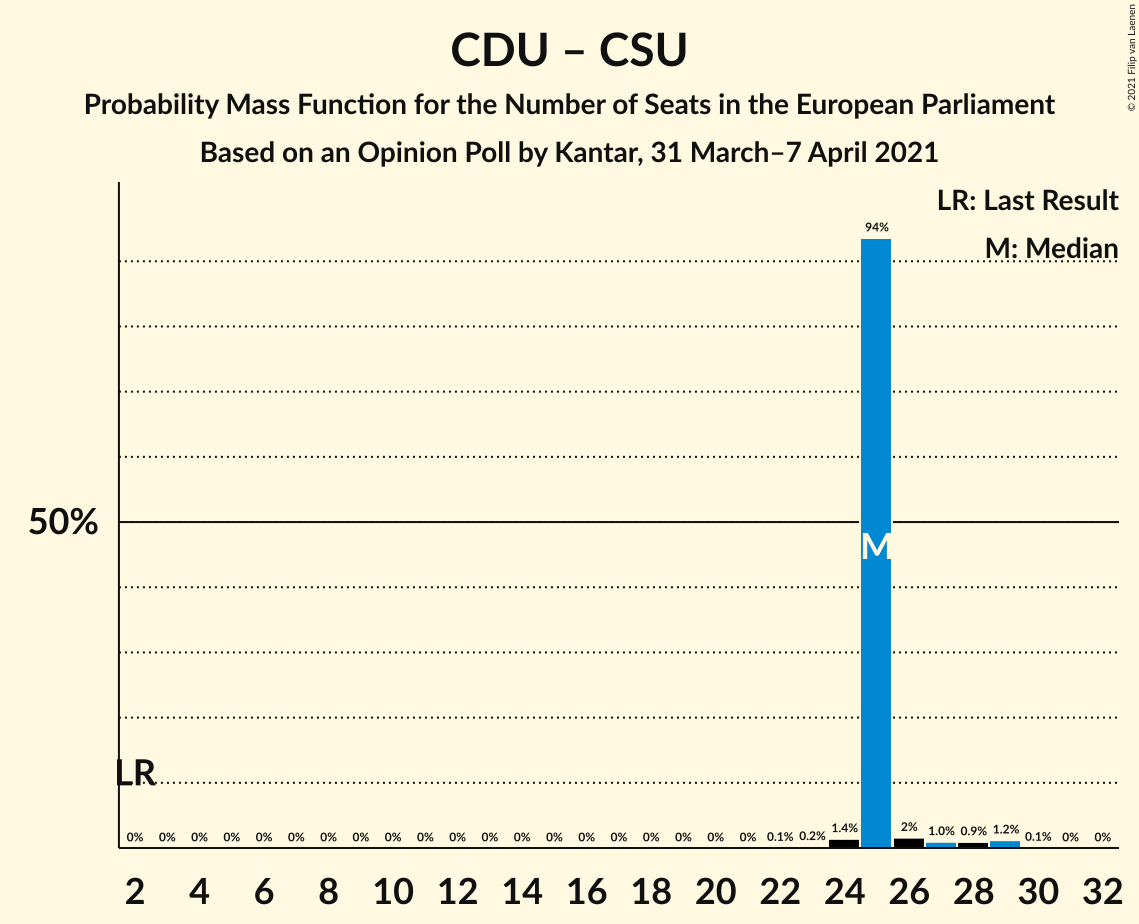 CDU – CSU
Probability Mass Function for the Number of Seats in the European Parliament
Based on an Opinion Poll by Kantar, 31 March–7 April 2021
© 2021 Filip van Laenen
LR: Last Result
M: Median
94%
50%
M
LR
0% 0% 0% 0% 0% 0% 0% 0% 0% 0% 0% 0% 0% 0% 0% 0% 0% 0% 0% 0% 0.1% 0.2% 1.4% 2% 1.0% 0.9% 1.2% 0.1% 0% 0%
2 4 6 8 10 12 14 16 18 20 22 24 26 28 30 32